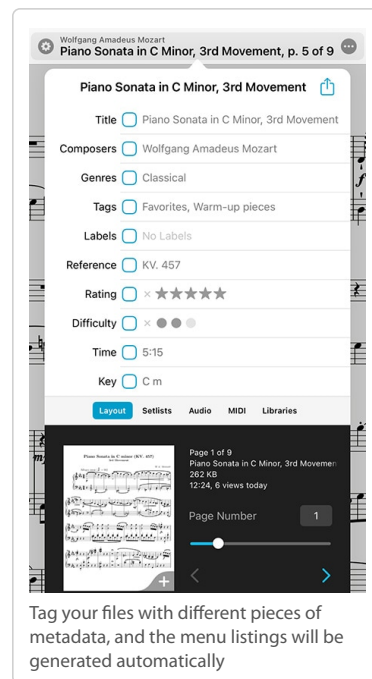 Wolfgang Amadeus Mozart
Piano Sonata in C Minor, 3rd Movement, p. 5 of 9
Piano Sonata in C Minor, 3rd Movement
Title Piano Sonata in C Minor, 3rd Movement
Composers Wolfgang Amadeus Mozart
Genres Classical
Tags Favorites, Warm-up pieces
Labels No Labels
Reference KV. 457
Rating × ★★★★★
Difficulty ×
Time 5:15
Key C m
Layout Setlists Audio MIDI Libraries
Piano Sonata in C minor (KV. 457)
3rd Movement
Page 1 of 9
Piano Sonata in C Minor, 3rd Movemen
262 KB
12:24, 6 views today
Page Number 1
Tag your files with different pieces of
metadata, and the menu listings will be
generated automatically